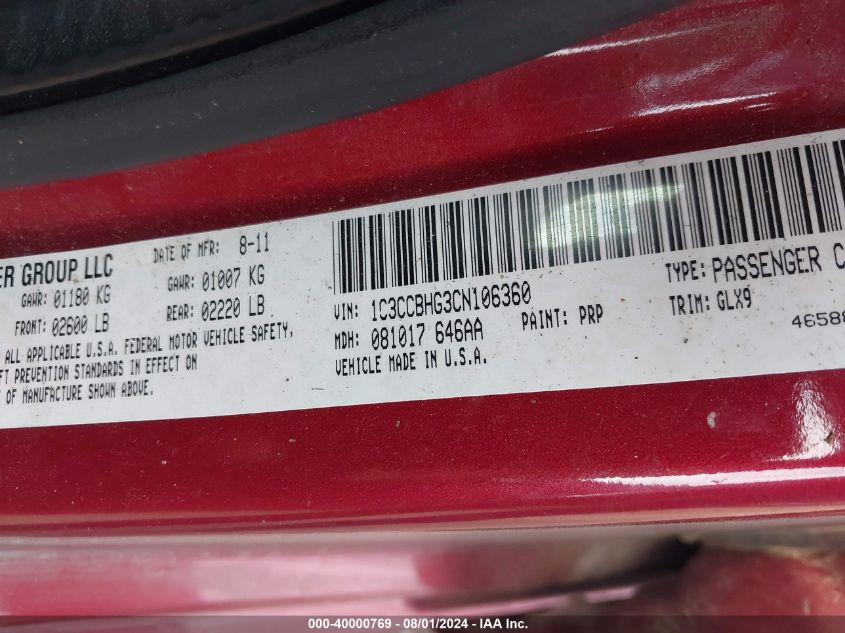 ER GROUP LLC
DATE OF MFR: 8-11
GAWR: 01180 KG
GAWR: 01007 KG
FRONT: 02600 LB
REAR: 02220 LB
ALL APPLICABLE U.S.A. FEDERAL MOTOR VEHICLE SAFETY,
FT PREVENTION STANDARDS IN EFFECT ON
OF MANUFACTURE SHOWN ABOVE.
VIN: 1C3CCBHG3CN106360
TYPE: PASSENGER C
MDH: 081017 646AA
PAINT: PRP
TRIM: GLX9
VEHICLE MADE IN U.S.A.
4658
000-40000769 - 08/01/2024 - IAA Inc.